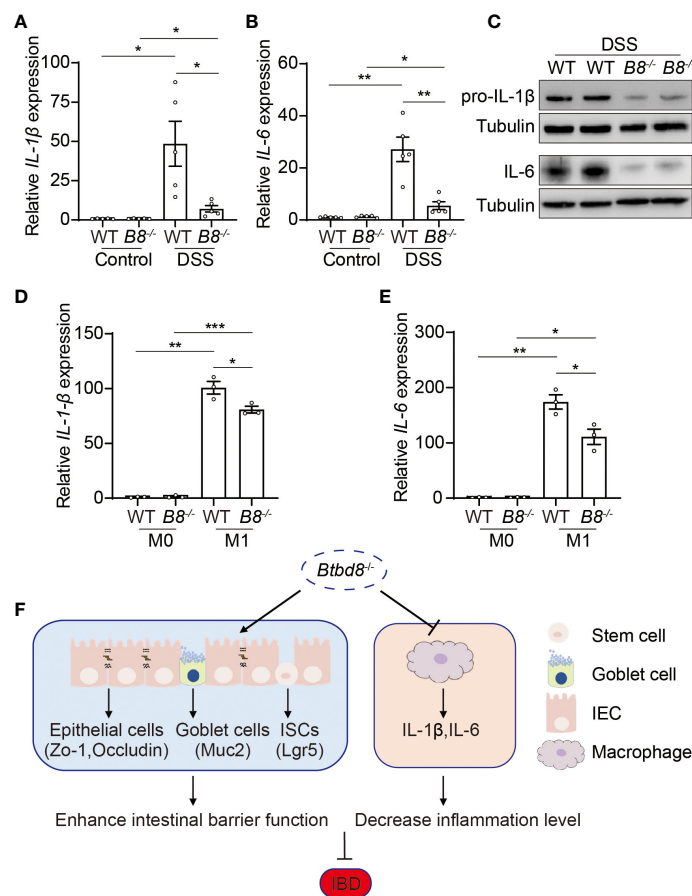 A
Relative IL-1β expression
100
75
50
25
0
*
*
*
WT B8-/- WT B8-/-
Control DSS
B
Relative IL-6 expression
60
40
20
0
*
**
**
WT B8-/- WT B8-/-
Control DSS
C
DSS
WT WT B8-/- B8-/-
pro-IL-1β
Tubulin
IL-6
Tubulin
D
Relative IL-1-β expression
150
100
50
0
***
**
*
WT B8-/- WT B8-/-
M0 M1
E
Relative IL-6 expression
300
200
100
0
*
**
*
WT B8-/- WT B8-/-
M0 M1
F
Btbd8-/-
Epithelial cells Goblet cells ISCs
(Zo-1,Occludin) (Muc2) (Lgr5)
IL-1β,IL-6
Stem cell
Goblet cell
IEC
Macrophage
Enhance intestinal barrier function
Decrease inflammation level
IBD